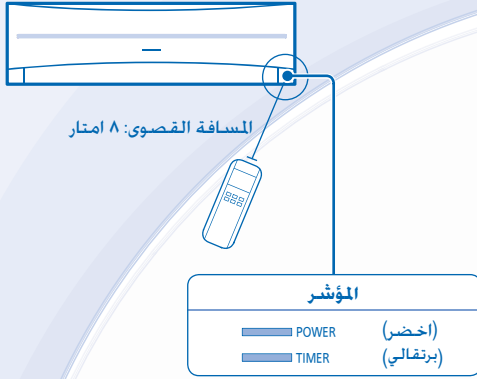 المسافة القصوى: ٨ امتار
المؤشر
POWER (اخضر)
TIMER (برتقالي)